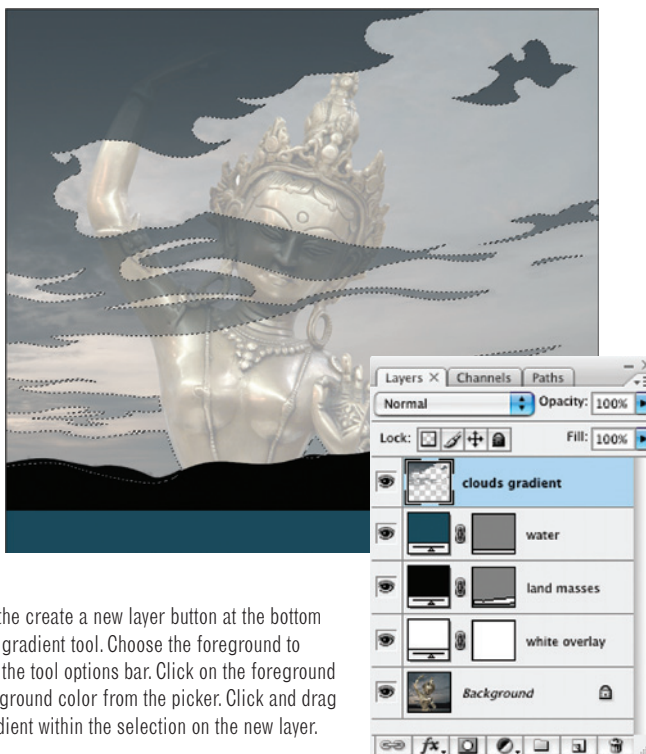 Layers × Channels Paths
Normal Opacity: 100%
Lock: Fill: 100%
clouds gradient
water
land masses
white overlay
Background
the create a new layer button at the bottom
gradient tool. Choose the foreground to
the tool options bar. Click on the foreground
ground color from the picker. Click and drag
dient within the selection on the new layer.